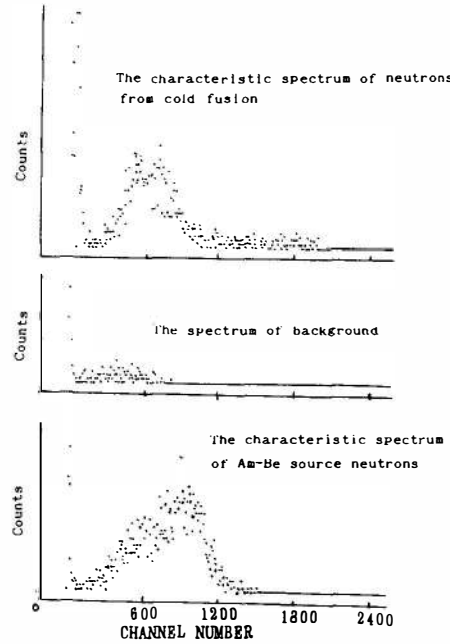 The characteristic spectrum of neutrons
from cold fusion
Counts
The spectrum of background
Counts
The characteristic spectrum
of Am-Be source neutrons
Counts
0 600 1200 1800 2400
CHANNEL NUMBER